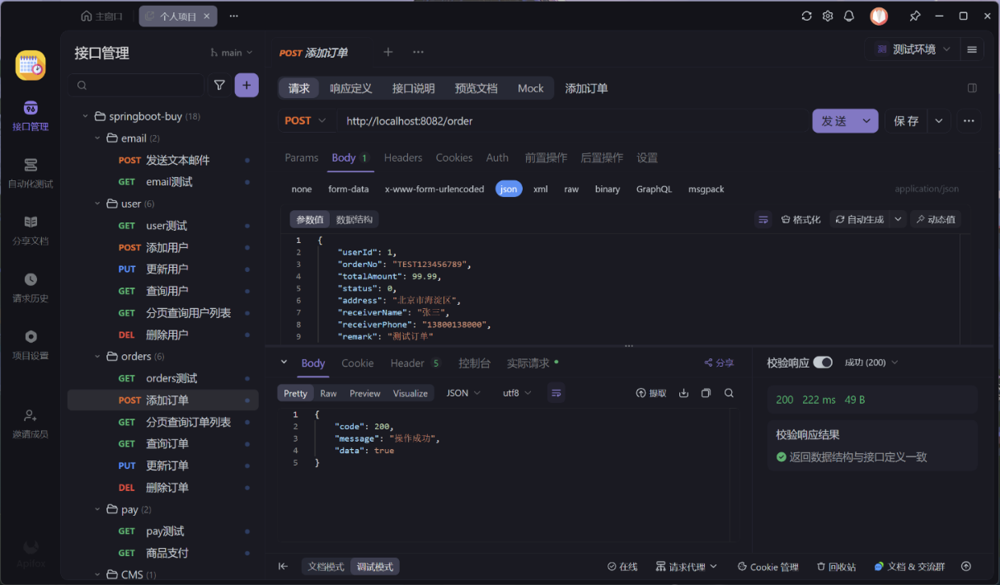 主窗口
个人项目
接口管理
main
POST 添加订单
测 测试环境
请求 响应定义 接口说明 预览文档 Mock 添加订单
接口管理
自动化测试
分享文档
请求历史
项目设置
邀请成员
Apifox
springboot-buy (18)
email (2)
POST 发送文本邮件
GET email测试
user (6)
GET user测试
POST 添加用户
PUT 更新用户
GET 查询用户
GET 分页查询用户列表
DEL 删除用户
orders (6)
GET orders测试
POST 添加订单
GET 分页查询订单列表
GET 查询订单
PUT 更新订单
DEL 删除订单
pay (2)
GET pay测试
GET 商品支付
CMS (1)
POST http://localhost:8082/order 发送 保存
Params Body 1 Headers Cookies Auth 前置操作 后置操作 设置
none form-data x-www-form-urlencoded json xml raw binary GraphQL msgpack application/json
参数值 数据结构 格式化 自动生成 动态值
1 {
2 "userId": 1,
3 "orderNo": "TEST123456789",
4 "totalAmount": 99.99,
5 "status": 0,
6 "address": "北京市海淀区",
7 "receiverName": "张三",
8 "receiverPhone": "13800138000",
9 "remark": "测试订单"
Body Cookie Header 5 控制台 实际请求 分享
Pretty Raw Preview Visualize JSON utf8 提取
1 {
2 "code": 200,
3 "message": "操作成功",
4 "data": true
5 }
校验响应 成功 (200)
200 222 ms 49 B
校验响应结果
返回数据结构与接口定义一致
文档模式 调试模式 在线 请求代理 Cookie 管理 回收站 文档 & 交流群